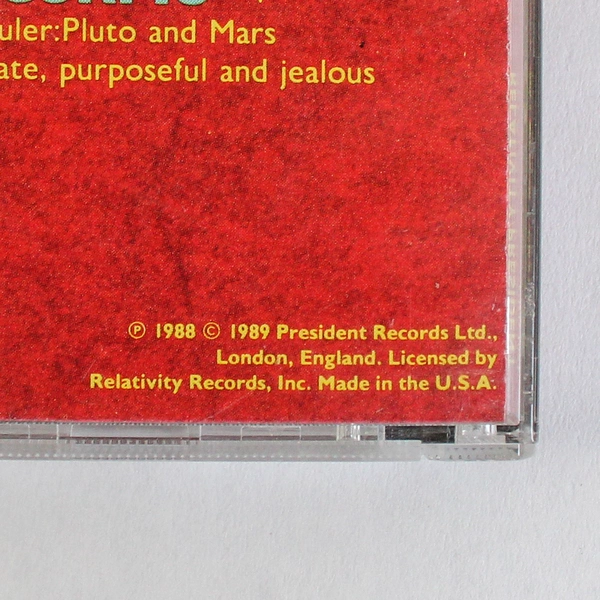 uler:Pluto and Mars
ate, purposeful and jealous
℗ 1988 © 1989 President Records Ltd.,
London, England. Licensed by
Relativity Records, Inc. Made in the U.S.A.